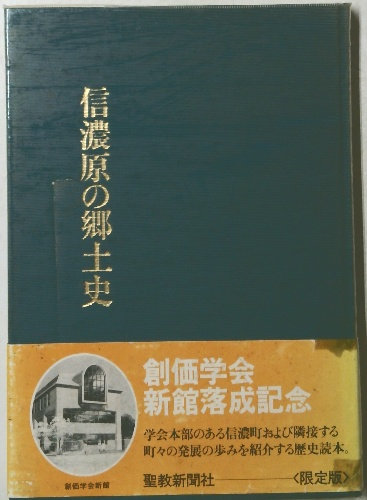 信濃原の郷土史
創価学会
新館落成記念
学会本部のある信濃町および隣接する
町々の発展の歩みを紹介する歴史読本。
聖教新聞社――〈限定版〉
創価学会新館